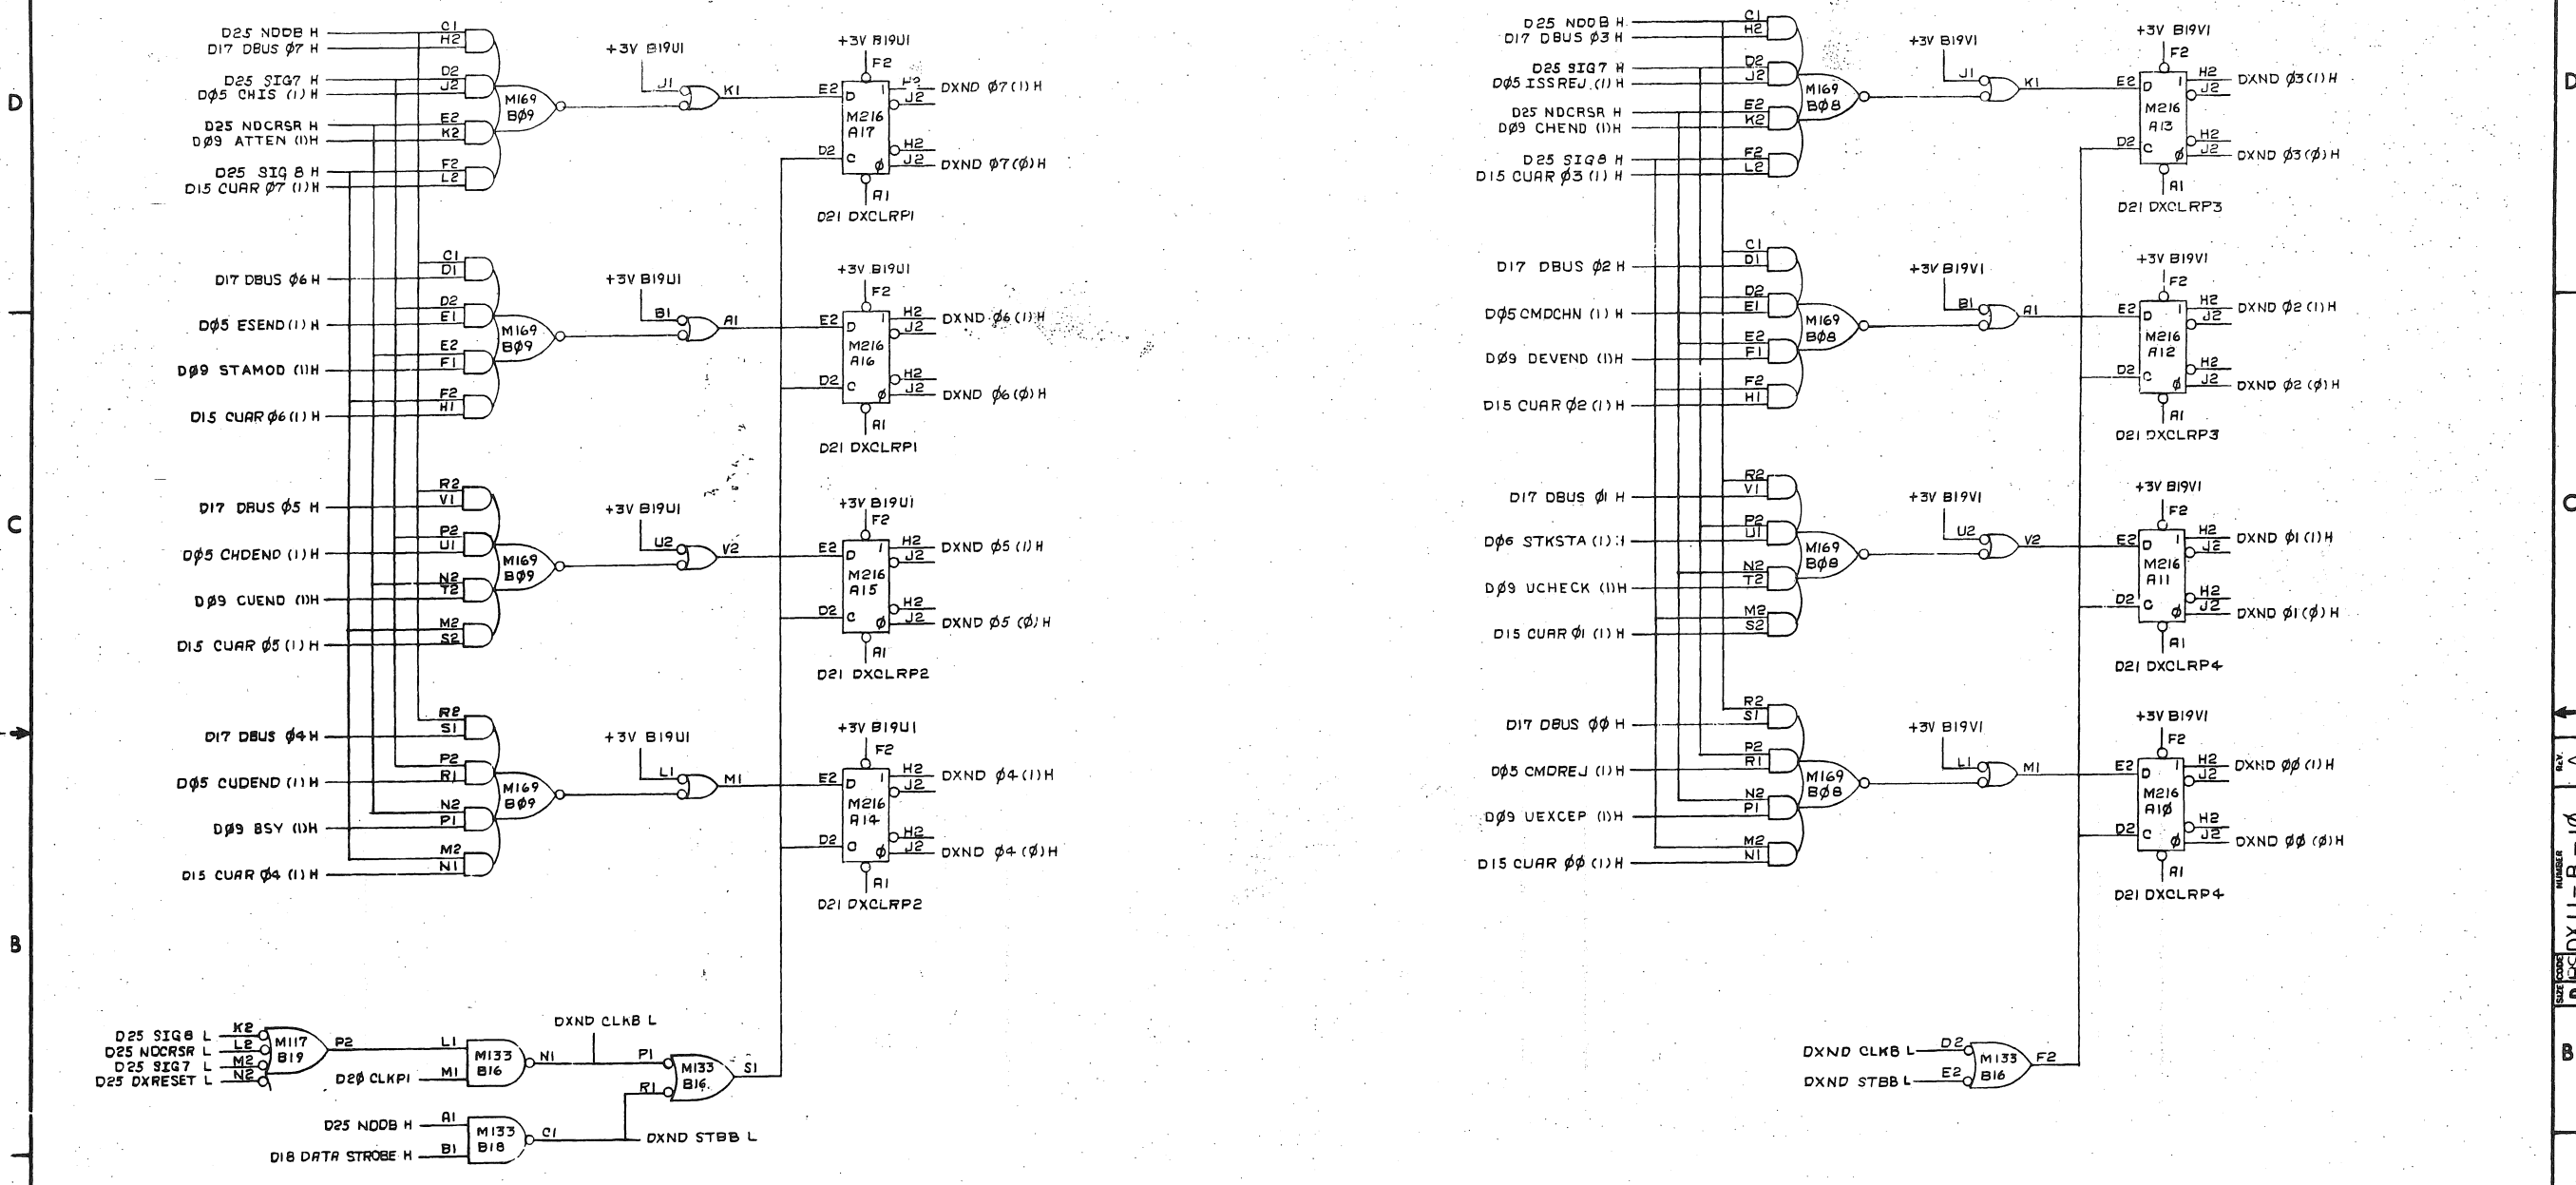 D25 NDDB H C1
D17 DBUS Ø7 H H2
D25 SIG7 H D2
DØ5 CHIS (1) H J2
D25 NDCRSR H E2
DØ9 ATTEN (1)H K2
D25 SIG 8 H F2
D15 CUAR Ø7 (1) H L2
M169
BØ9
+3V B19U1
J1 K1
+3V B19U1
F2
E2 D 1 H2 DXND Ø7(1) H
J2
M216
A17
D2 C Ø H2
J2 DXND Ø7(Ø)H
A1
D21 DXCLRP1
C1
D17 DBUS Ø6 H D1
D2
DØ5 ESEND (1) H E1
E2
DØ9 STAMOD (1)H F1
F2
D15 CUAR Ø6 (1) H H1
M169
BØ9
+3V B19U1
B1 A1
+3V B19U1
F2
E2 D 1 H2 DXND Ø6 (1) H
J2
M216
A16
D2 C Ø H2
J2 DXND Ø6 (Ø)H
A1
D21 DXCLRP1
R2
D17 DBUS Ø5 H V1
P2
DØ5 CHDEND (1) H U1
N2
DØ9 CUEND (1)H T2
M2
D15 CUAR Ø5 (1) H S2
M169
BØ9
+3V B19U1
U2 V2
+3V B19U1
F2
E2 D 1 H2 DXND Ø5 (1) H
J2
M216
A15
D2 C Ø H2
J2 DXND Ø5 (Ø) H
A1
D21 DXCLRP2
R2
D17 DBUS Ø4 H S1
P2
DØ5 CUDEND (1) H R1
N2
DØ9 BSY (1)H P1
M2
D15 CUAR Ø4 (1) H N1
M169
BØ9
+3V B19U1
L1 M1
+3V B19U1
F2
E2 D 1 H2 DXND Ø4 (1) H
J2
M216
A14
D2 C Ø H2
J2 DXND Ø4 (Ø)H
A1
D21 DXCLRP2
D25 SIG8 L K2
D25 NDCRSR L L2
D25 SIG7 L M2
D25 DXRESET L N2
M117
B19
P2 L1
D2Ø CLKP1 M1
M133
B16
N1
DXND CLKB L
P1
R1
M133
B16
S1
D25 NDDB H A1
D18 DATA STROBE H B1
M133
B18
C1
DXND STBB L
D25 NDDB H C1
D17 DBUS Ø3 H H2
D25 SIG7 H D2
DØ5 ISSREJ (1) H J2
D25 NDCRSR H E2
DØ9 CHEND (1)H K2
D25 SIG8 H F2
D15 CUAR Ø3 (1) H L2
M169
BØ8
+3V B19V1
J1 K1
+3V B19V1
F2
E2 D 1 H2 DXND Ø3(1) H
J2
M216
A13
D2 C Ø H2
J2 DXND Ø3(Ø)H
A1
D21 DXCLRP3
C1
D17 DBUS Ø2 H D1
D2
DØ5 CMDCHN (1) H E1
E2
DØ9 DEVEND (1)H F1
F2
D15 CUAR Ø2 (1) H H1
M169
BØ8
+3V B19V1
B1 A1
+3V B19V1
F2
E2 D 1 H2 DXND Ø2 (1) H
J2
M216
A12
D2 C Ø H2
J2 DXND Ø2 (Ø)H
A1
D21 DXCLRP3
R2
D17 DBUS Ø1 H V1
P2
DØ6 STKSTA (1) H U1
N2
DØ9 UCHECK (1)H T2
M2
D15 CUAR Ø1 (1) H S2
M169
BØ8
+3V B19V1
U2 V2
+3V B19V1
F2
E2 D 1 H2 DXND Ø1 (1) H
J2
M216
A11
D2 C Ø H2
J2 DXND Ø1(Ø)H
A1
D21 DXCLRP4
R2
D17 DBUS ØØ H S1
P2
DØ5 CMDREJ (1) H R1
N2
DØ9 UEXCEP (1)H P1
M2
D15 CUAR ØØ (1) H N1
M169
BØ8
+3V B19V1
L1 M1
+3V B19V1
F2
E2 D 1 H2 DXND ØØ (1) H
J2
M216
A1Ø
D2 C Ø H2
J2 DXND ØØ (Ø)H
A1
D21 DXCLRP4
DXND CLKB L D2
DXND STBB L E2
M133
B16
F2
D
C
B
D
C
B
REV.
NUMBER
SIZE CODE